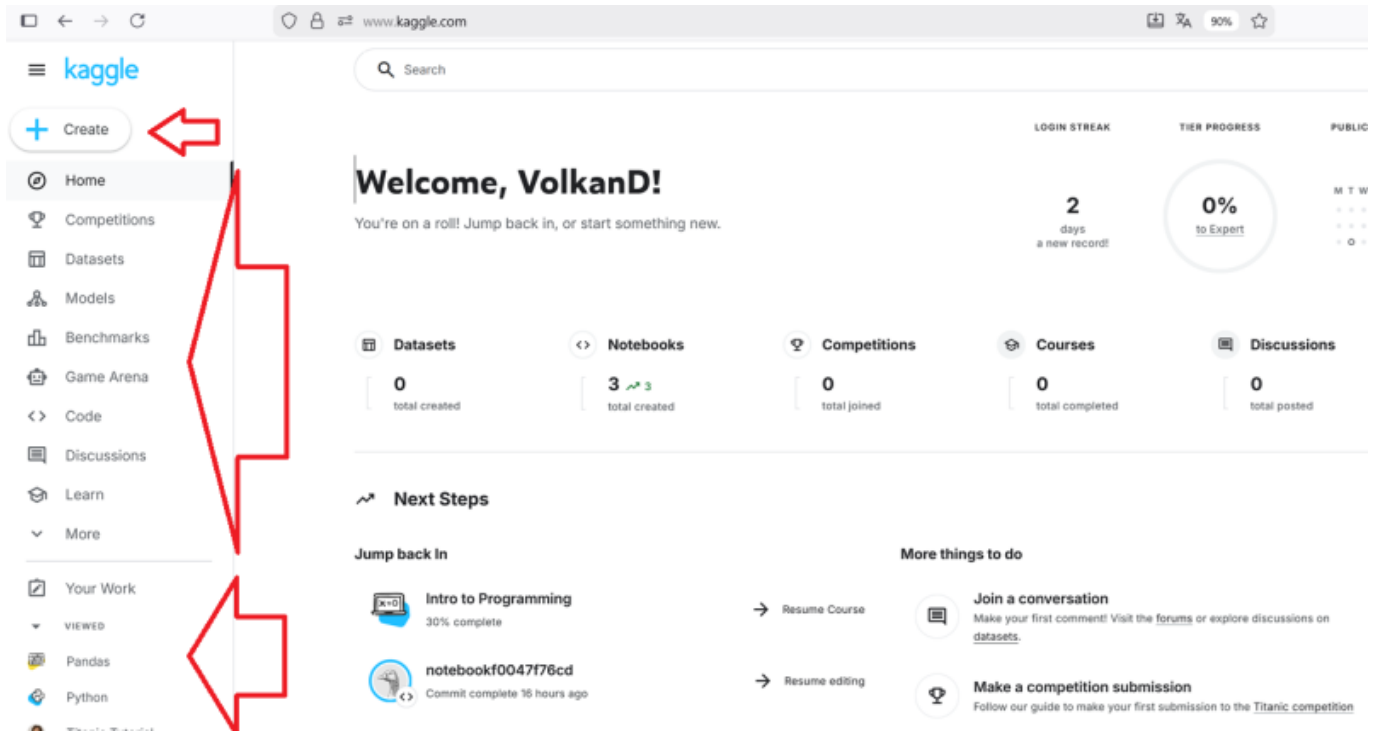 www.kaggle.com
90%
kaggle
Search
Create
Home
Competitions
Datasets
Models
Benchmarks
Game Arena
Code
Discussions
Learn
More
Your Work
VIEWED
Pandas
Python
Titanic Tutorial
LOGIN STREAK TIER PROGRESS PUBLIC
Welcome, VolkanD!
You're on a roll! Jump back in, or start something new.
2
days
a new record!
0%
to Expert
M T W
Datasets
0
total created
Notebooks
3 3
total created
Competitions
0
total joined
Courses
0
total completed
Discussions
0
total posted
Next Steps
Jump back In
Intro to Programming
30% complete
Resume Course
notebookf0047f76cd
Commit complete 16 hours ago
Resume editing
More things to do
Join a conversation
Make your first comment! Visit the forums or explore discussions on
datasets.
Make a competition submission
Follow our guide to make your first submission to the Titanic competition